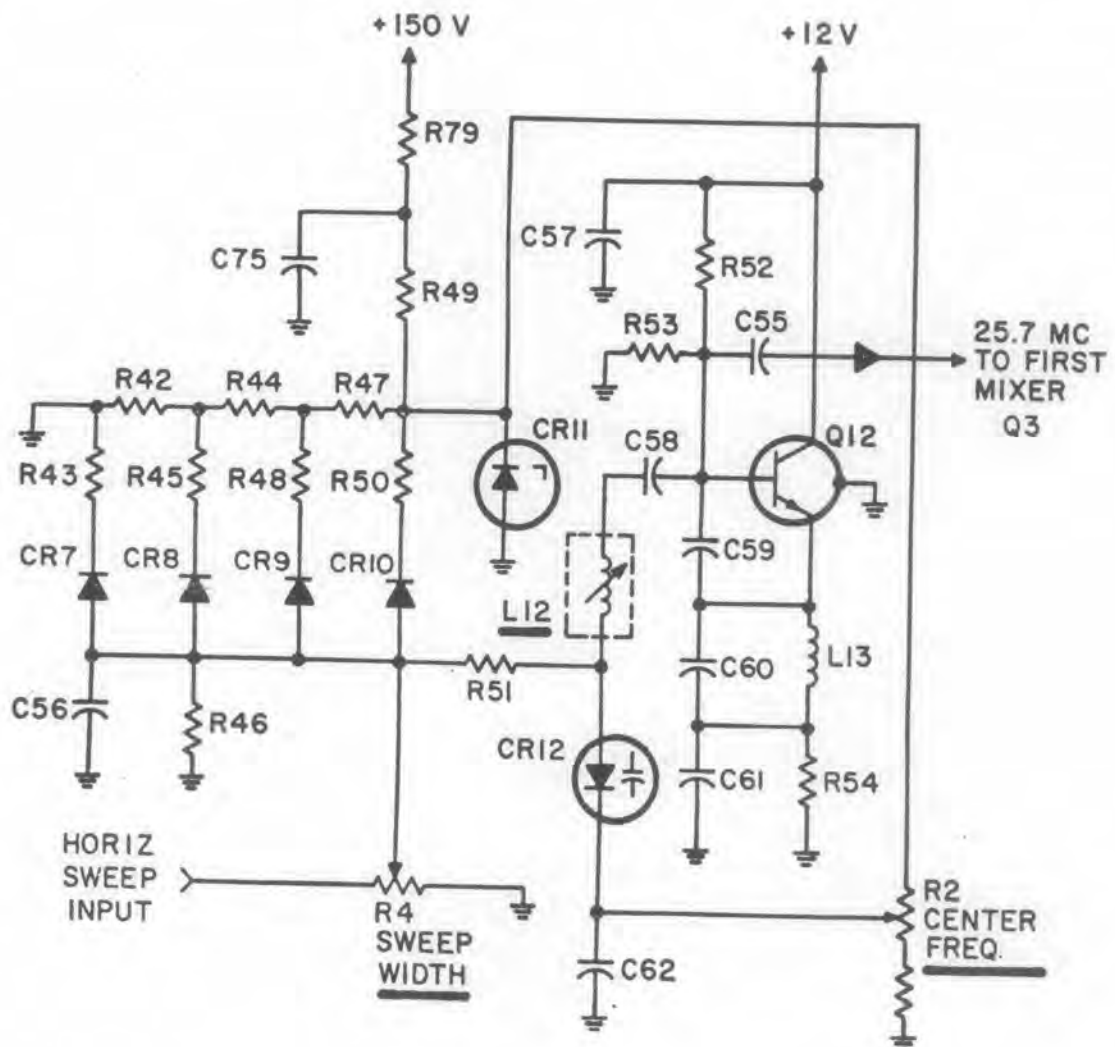 +150 V
+12 V
R79
C75
C57
R52
R49
R53
C55
25.7 MC
TO FIRST
MIXER
Q3
R42
R44
R47
CR11
C58
Q12
R43
R45
R48
R50
CR7
CR8
CR9
CR10
C59
L12
L13
R51
C60
C56
R46
CR12
C61
R54
HORIZ
SWEEP
INPUT
R4
SWEEP
WIDTH
R2
CENTER
FREQ.
C62